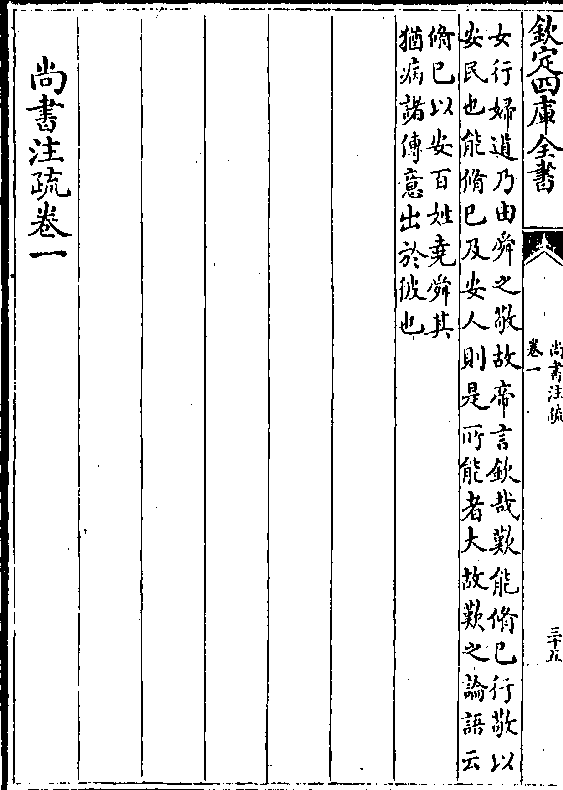 欽定四庫全書
尚書注疏
卷一
三十五
女行婦道乃由舜之敬故帝言欽哉歎能脩已行敬以
安民也能脩已及安人則是所能者大故歎之論語云
脩已以安百姓堯舜其
猶病諸傳意出於彼也
尚書注疏卷一